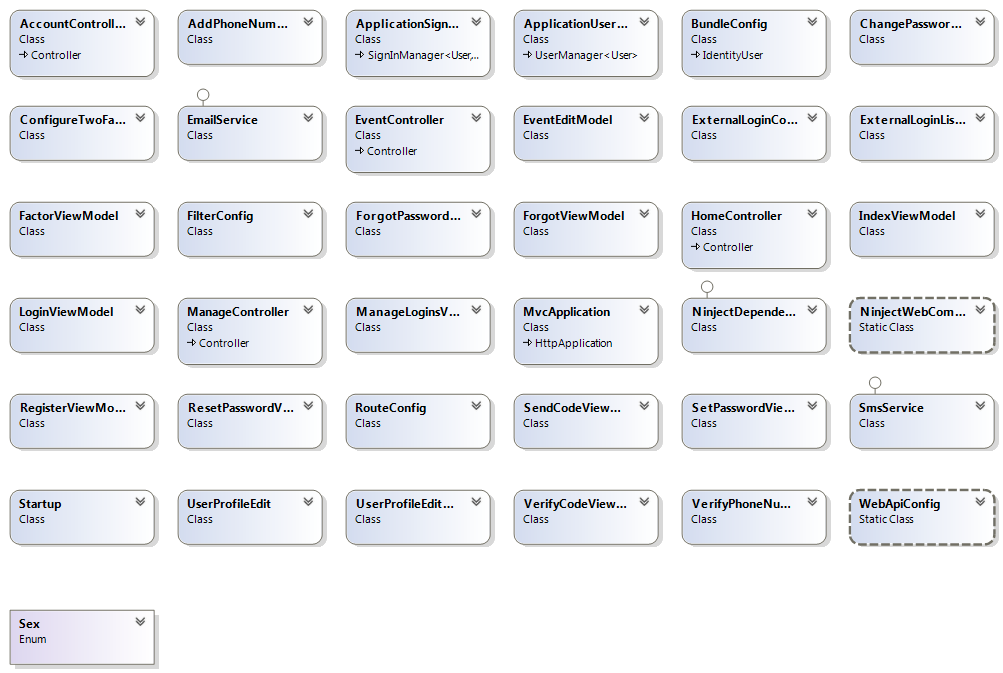 AccountControll...
Class
Controller
AddPhoneNum...
Class
ApplicationSign...
Class
SignInManager<User,...
ApplicationUser...
Class
UserManager<User>
BundleConfig
Class
IdentityUser
ChangePasswor...
Class
ConfigureTwoFa...
Class
EmailService
Class
EventController
Class
Controller
EventEditModel
Class
ExternalLoginCo...
Class
ExternalLoginLis...
Class
FactorViewModel
Class
FilterConfig
Class
ForgotPassword...
Class
ForgotViewModel
Class
HomeController
Class
Controller
IndexViewModel
Class
LoginViewModel
Class
ManageController
Class
Controller
ManageLoginsV...
Class
MvcApplication
Class
HttpApplication
NinjectDepende...
Class
NinjectWebCom...
Static Class
RegisterViewMo...
Class
ResetPasswordV...
Class
RouteConfig
Class
SendCodeView...
Class
SetPasswordVie...
Class
SmsService
Class
Startup
Class
UserProfileEdit
Class
UserProfileEdit...
Class
VerifyCodeView...
Class
VerifyPhoneNu...
Class
WebApiConfig
Static Class
Sex
Enum